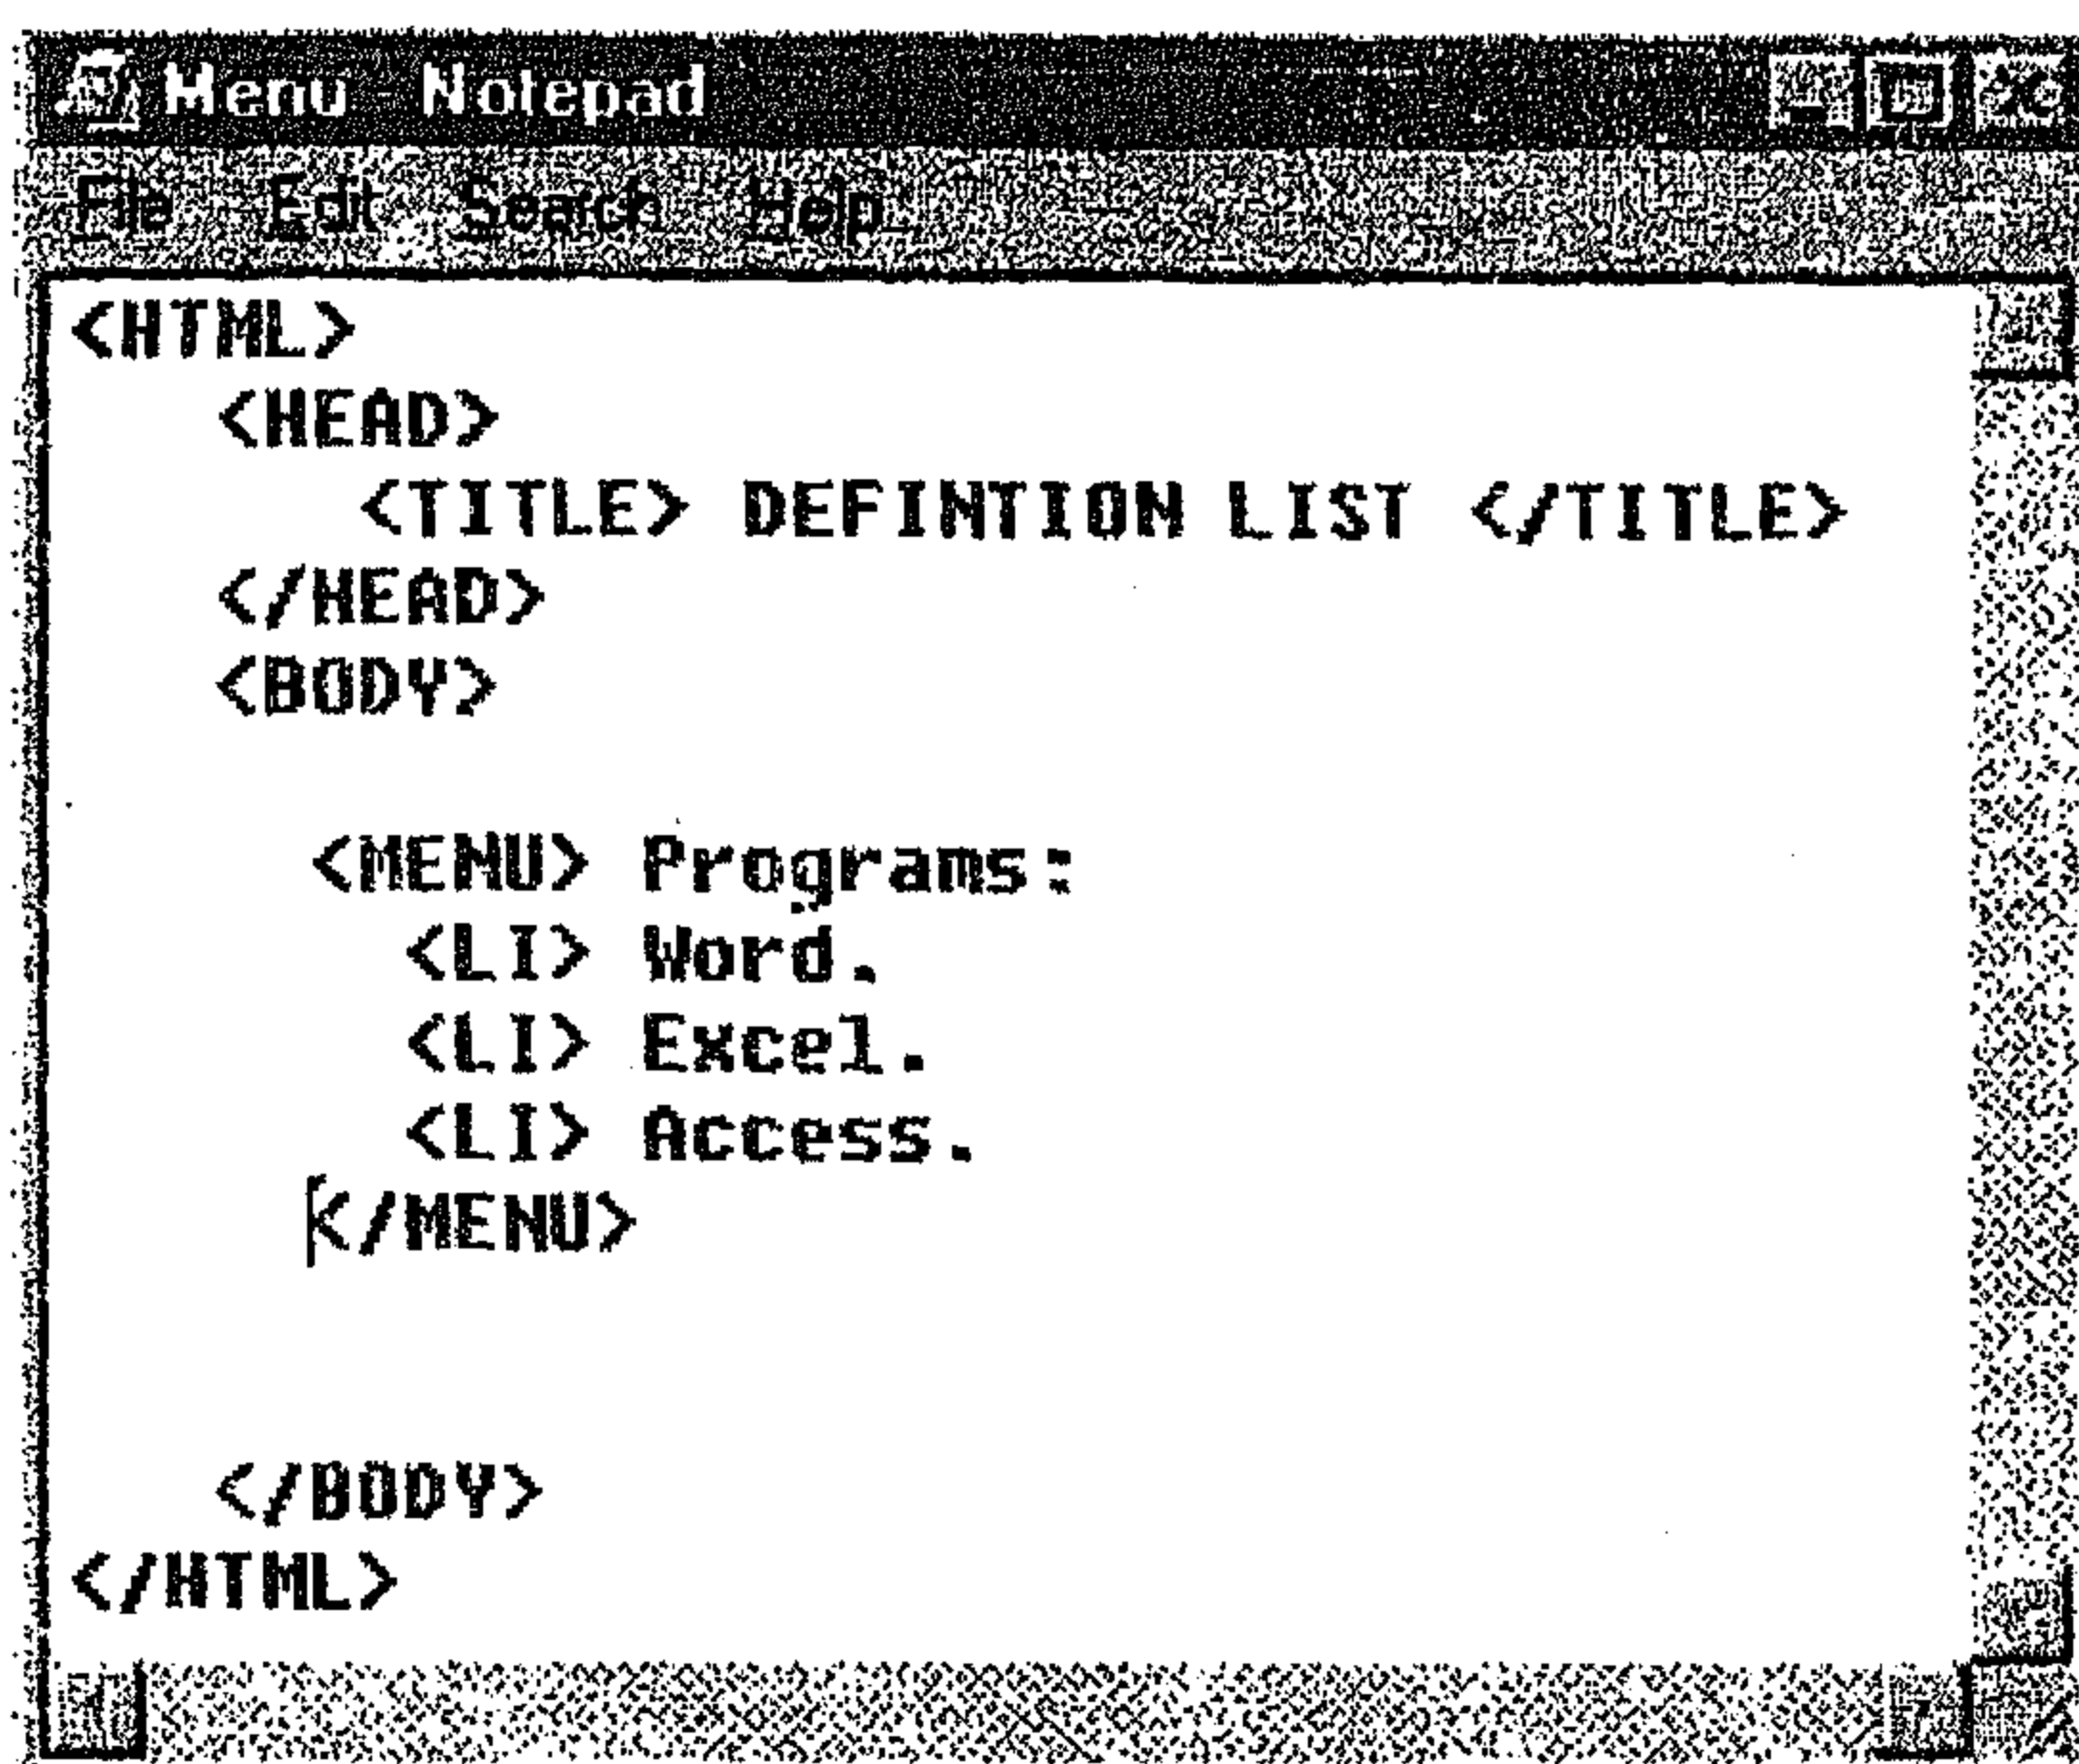 Menu - Notepad
File Edit Search Help
<HTML>
<HEAD>
<TITLE> DEFINTION LIST </TITLE>
</HEAD>
<BODY>
<MENU> Programs:
<LI> Word.
<LI> Excel.
<LI> Access.
</MENU>
</BODY>
</HTML>